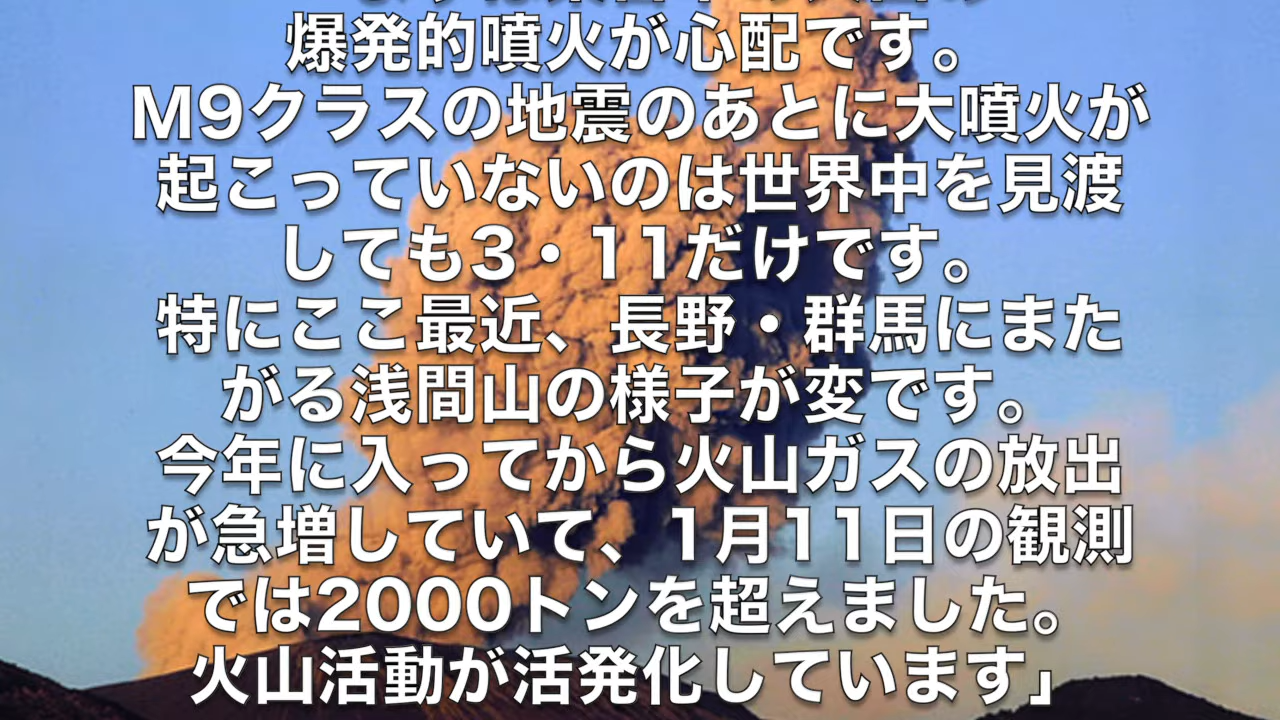 爆発的噴火が心配です。
M9クラスの地震のあとに大噴火が
起こっていないのは世界中を見渡
しても3・11だけです。
特にここ最近、長野・群馬にまた
がる浅間山の様子が変です。
今年に入ってから火山ガスの放出
が急増していて、1月11日の観測
では2000トンを超えました。
火山活動が活発化しています」